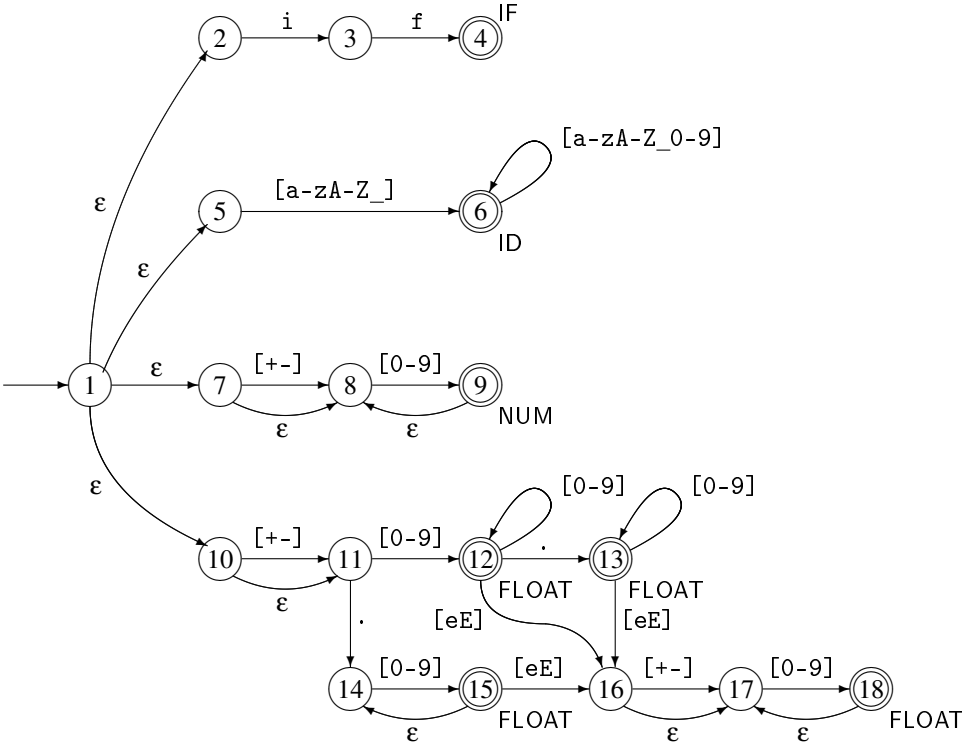 IF
i f
2 3 4
[a-zA-Z_0-9]
[a-zA-Z_]
ε 5 6
ID
ε
ε [+-] [0-9]
1 7 8 9
NUM
ε ε
ε [0-9] [0-9]
[+-] [0-9] .
10 11 12 13
FLOAT FLOAT
ε
. [eE] [eE]
[0-9] [eE] [+-] [0-9]
14 15 16 17 18
FLOAT FLOAT
ε ε ε